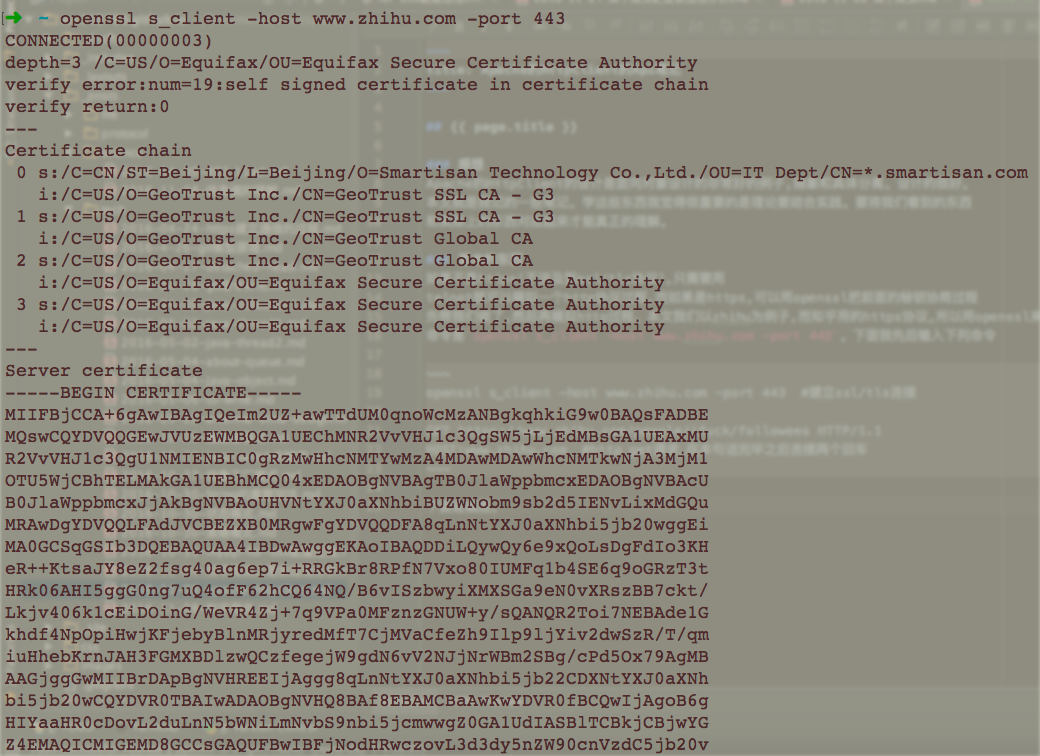 ➜ ~ openssl s_client -host www.zhihu.com -port 443
CONNECTED(00000003)
depth=3 /C=US/O=Equifax/OU=Equifax Secure Certificate Authority
verify error:num=19:self signed certificate in certificate chain
verify return:0
---
Certificate chain
 0 s:/C=CN/ST=Beijing/L=Beijing/O=Smartisan Technology Co.,Ltd./OU=IT Dept/CN=*.smartisan.com
   i:/C=US/O=GeoTrust Inc./CN=GeoTrust SSL CA - G3
 1 s:/C=US/O=GeoTrust Inc./CN=GeoTrust SSL CA - G3
   i:/C=US/O=GeoTrust Inc./CN=GeoTrust Global CA
 2 s:/C=US/O=GeoTrust Inc./CN=GeoTrust Global CA
   i:/C=US/O=Equifax/OU=Equifax Secure Certificate Authority
 3 s:/C=US/O=Equifax/OU=Equifax Secure Certificate Authority
   i:/C=US/O=Equifax/OU=Equifax Secure Certificate Authority
---
Server certificate
-----BEGIN CERTIFICATE-----
MIIFBjCCA+6gAwIBAgIQeIm2UZ+awTTdUM0qnoWcMzANBgkqhkiG9w0BAQsFADBE
MQswCQYDVQQGEwJVUzEWMBQGA1UEChMNR2VvVHJ1c3QgSW5jLjEdMBsGA1UEAxMU
R2VvVHJ1c3QgU1NMIENBIC0gRzMwHhcNMTYwMzA4MDAwMDAwWhcNMTkwNjA3MjM1
OTU5WjCBhTELMAkGA1UEBhMCQ04xEDAOBgNVBAgTB0JlaWppbmcxEDAOBgNVBAcU
B0JlaWppbmcxJjAkBgNVBAoUHVNtYXJ0aXNhbiBUZWNobm9sb2d5IENvLixMdGQu
MRAwDgYDVQQLFAdJVCBEZXB0MRgwFgYDVQQDFA8qLnNtYXJ0aXNhbi5jb20wggEi
MA0GCSqGSIb3DQEBAQUAA4IBDwAwggEKAoIBAQDDiLQywQy6e9xQoLsDgFdIo3KH
eR++KtsaJY8eZ2fsg40ag6ep7i+RRGkBr8RPfN7Vxo80IUMFq1b4SE6q9oGRzT3t
HRk06AHI5ggG0ng7uQ4ofF62hCQ64NQ/B6vISzbwyiXMXSGa9eN0vXRszBB7ckt/
Lkjv406k1cEiDOinG/WeVR4Zj+7q9VPa0MFznzGNUW+y/sQANQR2Toi7NEBAde1G
khdf4NpOpiHwjKFjebyBlnMRjyredMfT7CjMVaCfeZh9Ilp9ljYiv2dwSzR/T/qm
iuHhebKrnJAH3FGMXBDlzwQCzfegejW9gdN6vV2NJjNrWBm2SBg/cPd5Ox79AgMB
AAGjggGwMIIBrDApBgNVHREEIjAggg8qLnNtYXJ0aXNhbi5jb22CDXNtYXJ0aXNh
bi5jb20wCQYDVR0TBAIwADAOBgNVHQ8BAf8EBAMCBaAwKwYDVR0fBCQwIjAgoB6g
HIYaaHR0cDovL2duLnN5bWNiLmNvbS9nbi5jcmwwgZ0GA1UdIASBlTCBkjCBjwYG
Z4EMAQICMIGEMD8GCCsGAQUFBwIBFjNodHRwczovL3d3dy5nZW90cnVzdC5jb20v